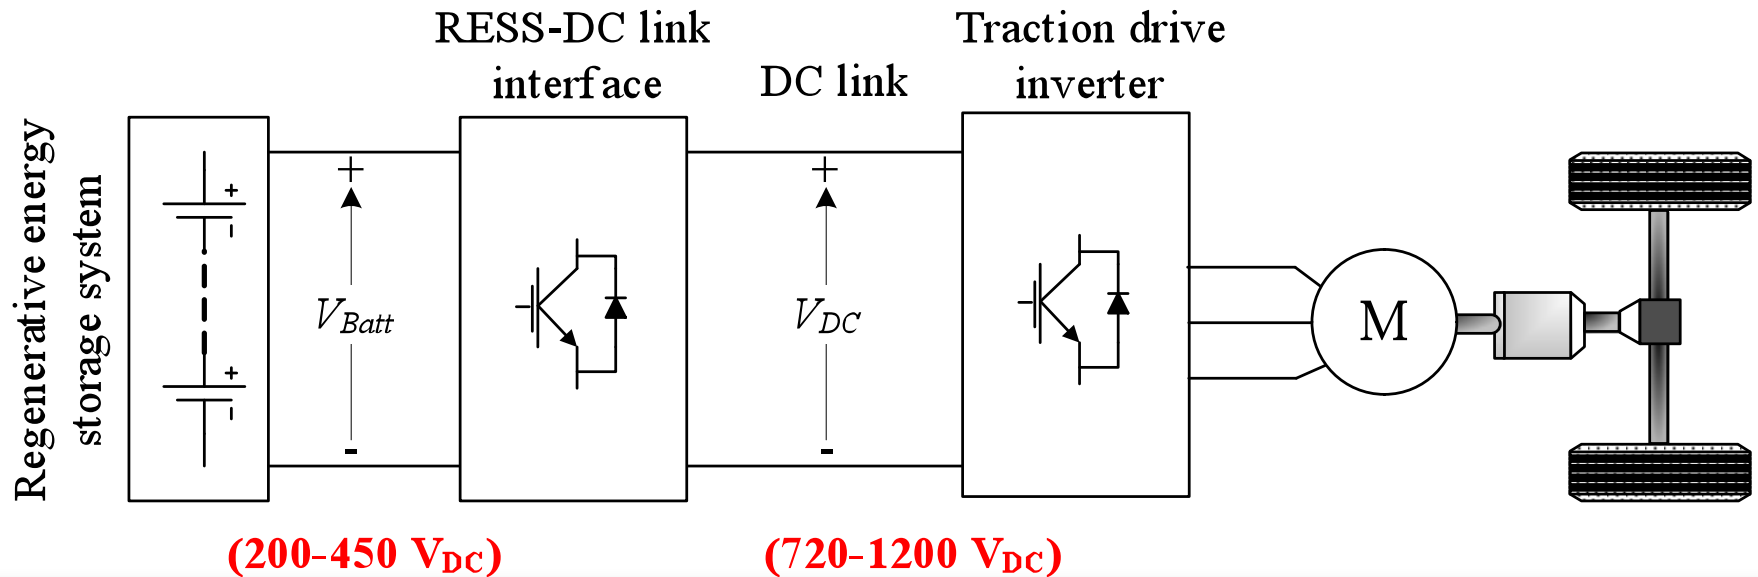 Regenerative energy
storage system
RESS-DC link
interface
DC link
Traction drive
inverter
+
-
+
-
+
V_Batt
-
+
V_DC
-
M
(200-450 V_DC)
(720-1200 V_DC)